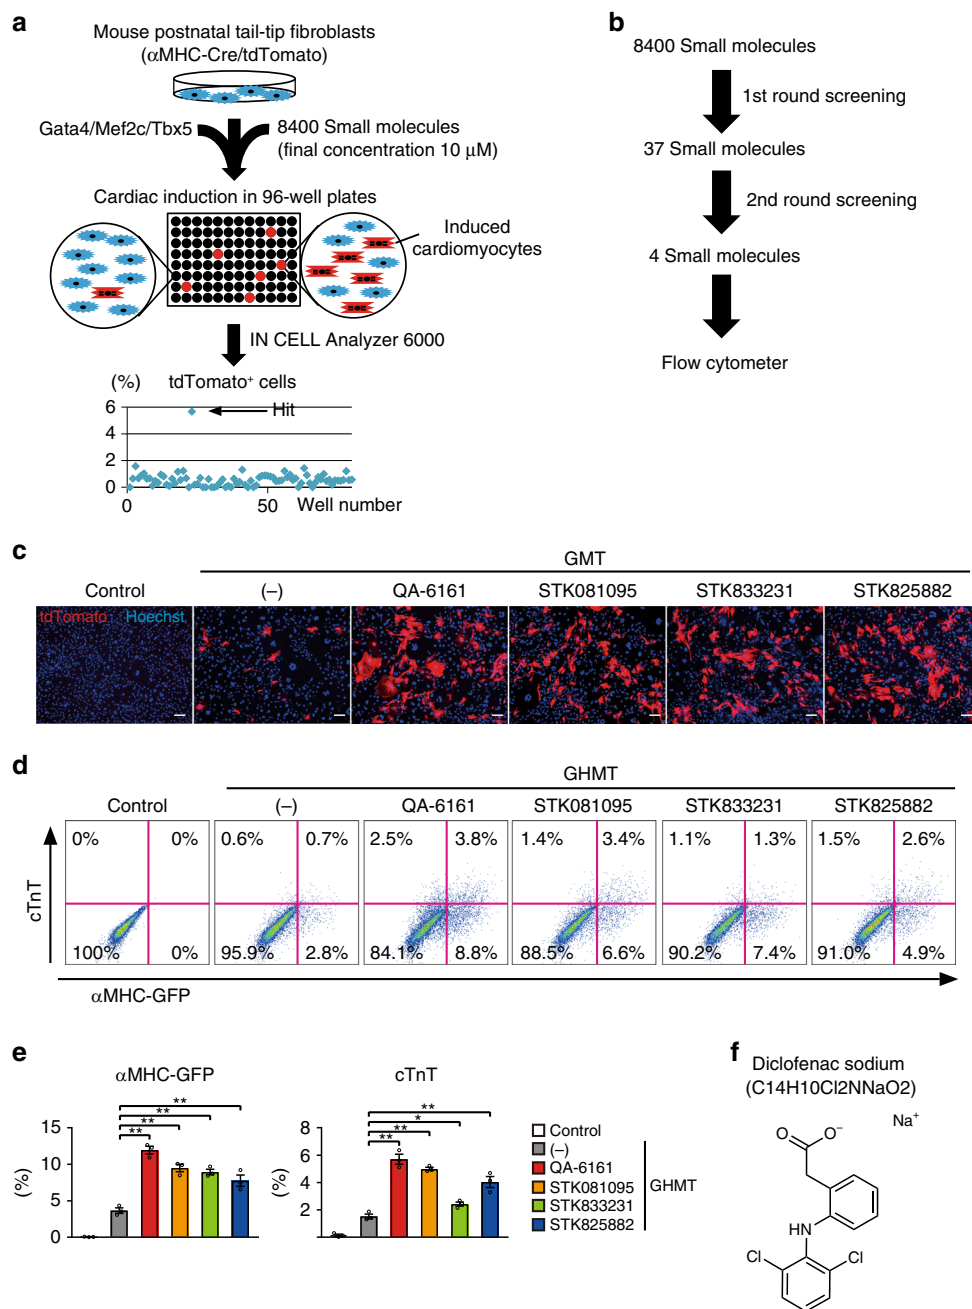 a
Mouse postnatal tail-tip fibroblasts
(αMHC-Cre/tdTomato)
Gata4/Mef2c/Tbx5
8400 Small molecules
(final concentration 10 μM)
Cardiac induction in 96-well plates
Induced
cardiomyocytes
IN CELL Analyzer 6000
(%)
tdTomato⁺ cells
Hit
6
4
2
0
0
50
Well number
b
8400 Small molecules
1st round screening
37 Small molecules
2nd round screening
4 Small molecules
Flow cytometer
c
GMT
Control
(–)
QA-6161
STK081095
STK833231
STK825882
tdTomato Hoechst
d
GHMT
Control
(–)
QA-6161
STK081095
STK833231
STK825882
cTnT
0% 0%
100% 0%
0.6% 0.7%
95.9% 2.8%
2.5% 3.8%
84.1% 8.8%
1.4% 3.4%
88.5% 6.6%
1.1% 1.3%
90.2% 7.4%
1.5% 2.6%
91.0% 4.9%
αMHC-GFP
e
αMHC-GFP
**
**
**
**
15
10
5
0
(%)
cTnT
**
*
**
**
8
6
4
2
(%)
Control
(–)
QA-6161
STK081095
STK833231
STK825882
GHMT
f
Diclofenac sodium
(C14H10Cl2NNaO2)
Na⁺
O
O⁻
HN
Cl
Cl